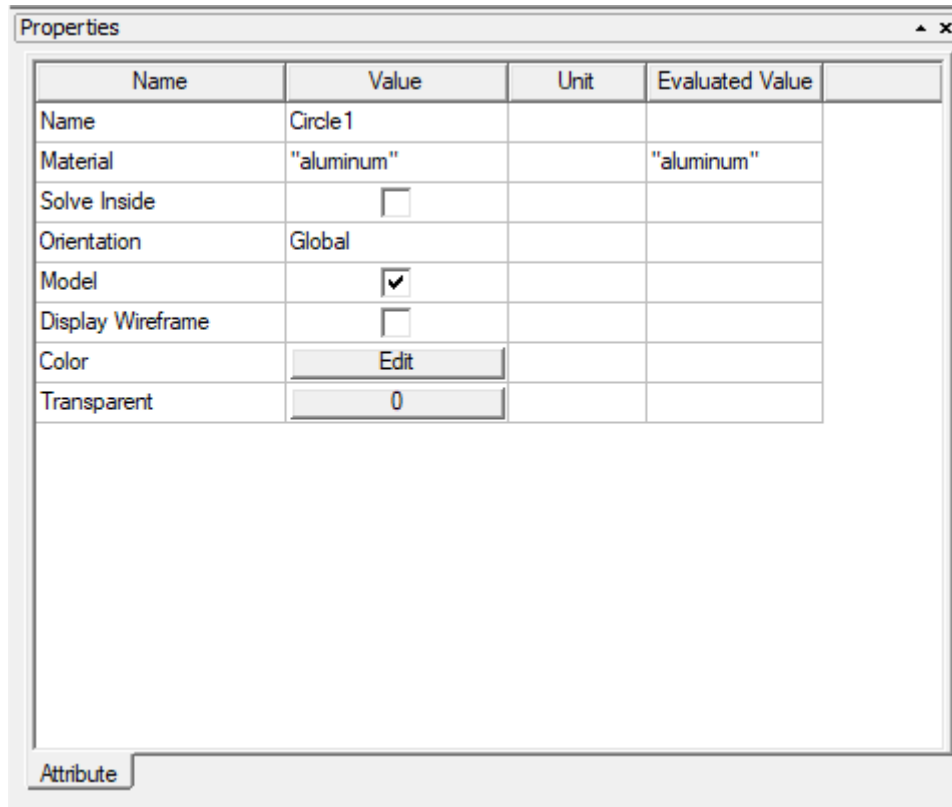 Properties
Name Value Unit Evaluated Value
Name Circle1
Material "aluminum" "aluminum"
Solve Inside
Orientation Global
Model
Display Wireframe
Color Edit
Transparent 0
Attribute